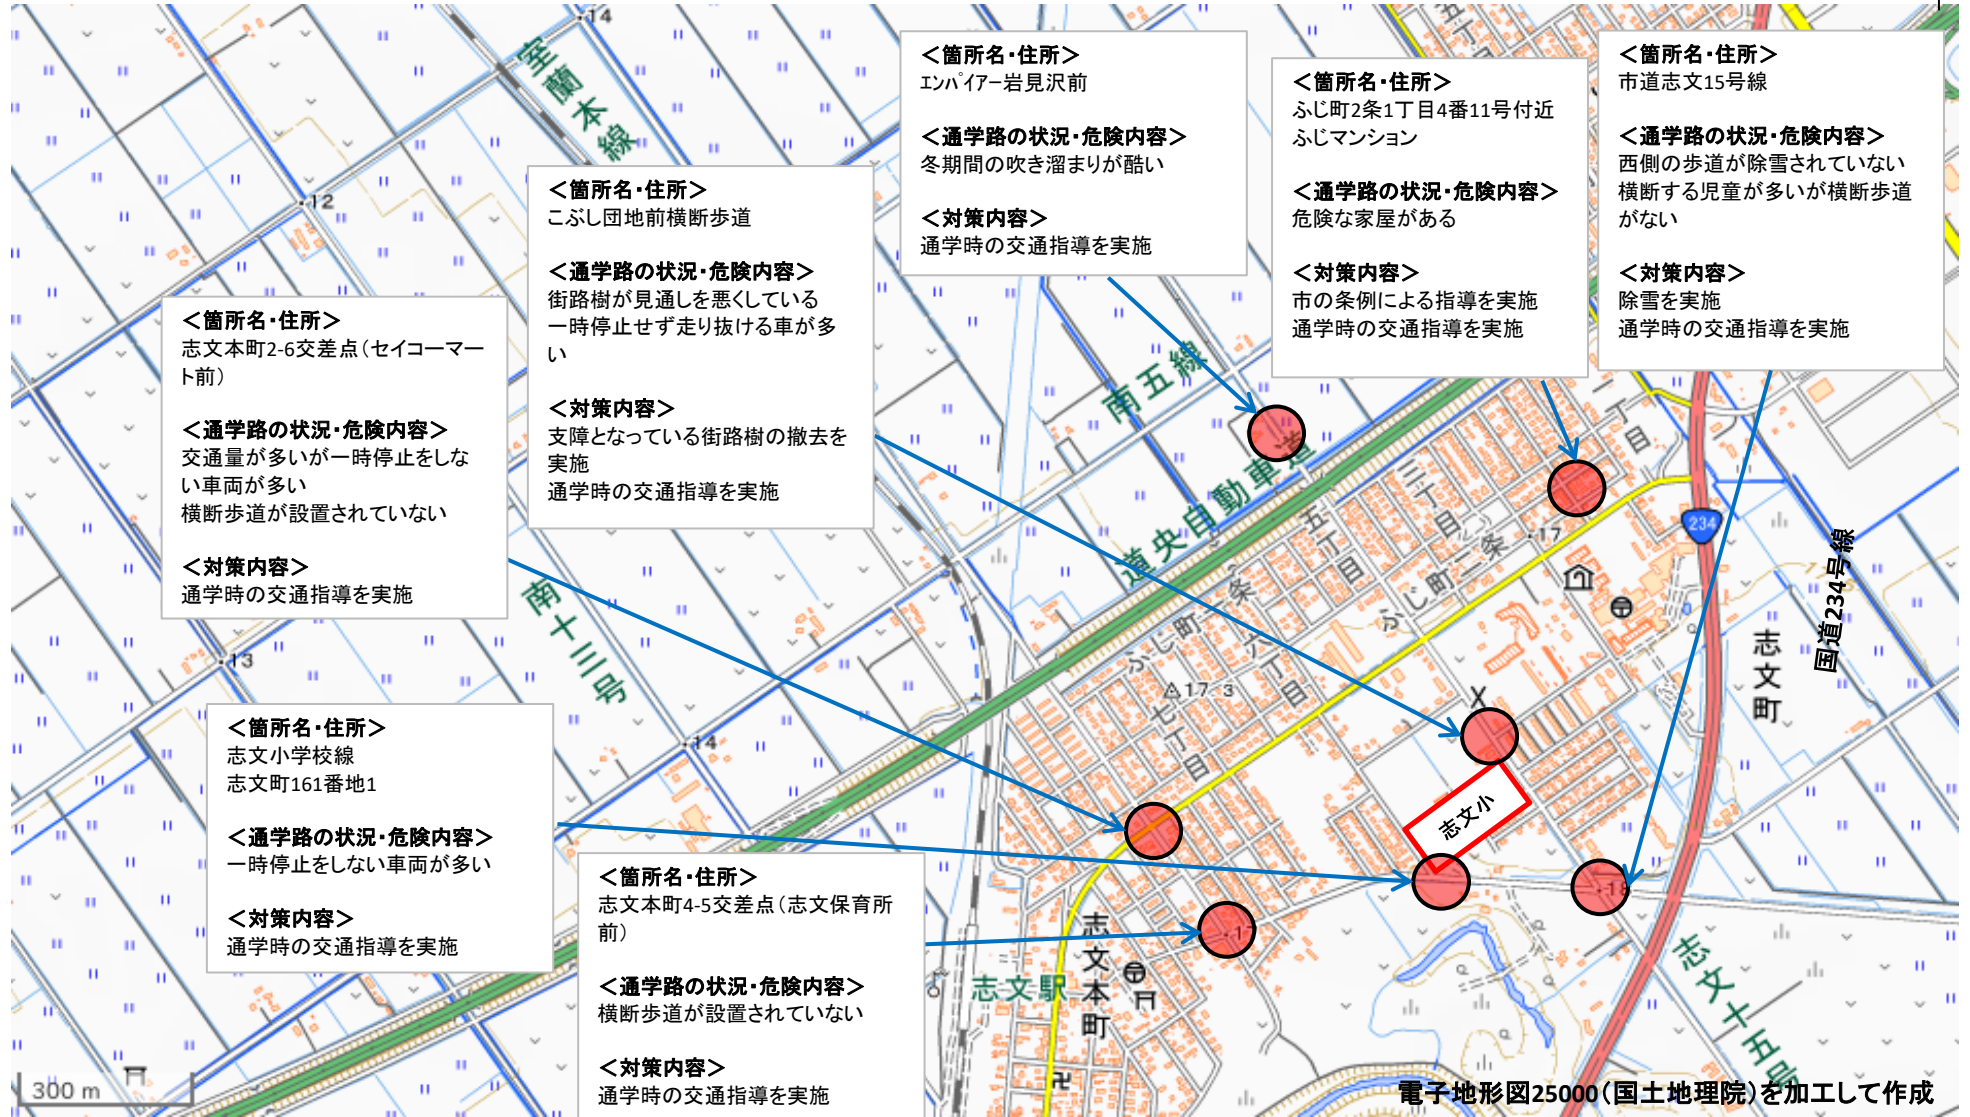 <箇所名・住所>
エンパイアー岩見沢前
<通学路の状況・危険内容>
冬期間の吹き溜まりが酷い
<対策内容>
通学時の交通指導を実施
<箇所名・住所>
ふじ町2条1丁目4番11号付近
ふじマンション
<通学路の状況・危険内容>
危険な家屋がある
<対策内容>
市の条例による指導を実施
通学時の交通指導を実施
<箇所名・住所>
市道志文15号線
<通学路の状況・危険内容>
西側の歩道が除雪されていない
横断する児童が多いが横断歩道
がない
<対策内容>
除雪を実施
通学時の交通指導を実施
<箇所名・住所>
こぶし団地前横断歩道
<通学路の状況・危険内容>
街路樹が見通しを悪くしている
一時停止せず走り抜ける車が多
い
<対策内容>
支障となっている街路樹の撤去を
実施
通学時の交通指導を実施
<箇所名・住所>
志文本町2-6交差点(セイコーマー
ト前)
<通学路の状況・危険内容>
交通量が多いが一時停止をしな
い車両が多い
横断歩道が設置されていない
<対策内容>
通学時の交通指導を実施
<箇所名・住所>
志文小学校線
志文町161番地1
<通学路の状況・危険内容>
一時停止をしない車両が多い
<対策内容>
通学時の交通指導を実施
<箇所名・住所>
志文本町4-5交差点(志文保育所
前)
<通学路の状況・危険内容>
横断歩道が設置されていない
<対策内容>
通学時の交通指導を実施
室蘭本線
14
12
13
14
南十三号
南五線
道央自動車道
ふじ町一条
三丁目
五丁目
六丁目
七丁目
ふじ町二条
一丁目
17
17.3
234
国道234号線
志文町
志文小
18
志文本町
志文駅
志文十五号
300 m
電子地形図25000(国土地理院)を加工して作成